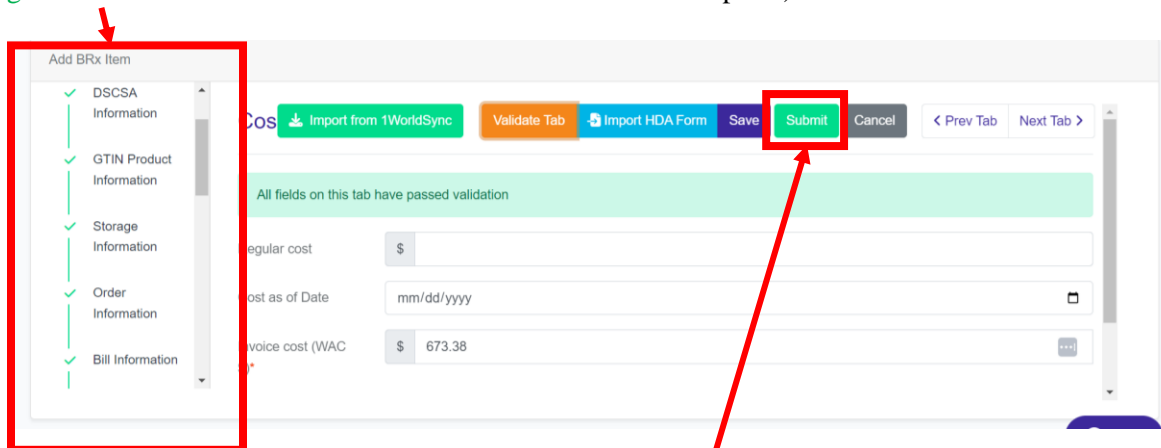 Add BRx Item
DSCSA
Information
GTIN Product
Information
Storage
Information
Order
Information
Bill Information
Import from 1WorldSync
Validate Tab
Import HDA Form
Save
Submit
Cancel
Prev Tab
Next Tab
All fields on this tab have passed validation
egular cost
$
ost as of Date
mm/dd/yyyy
voice cost (WAC
$ 673.38